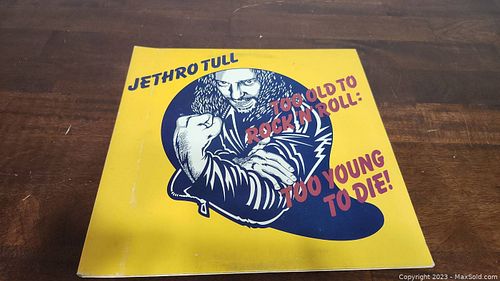 JETHRO TULL
TOO OLD TO
ROCK 'N' ROLL:
TOO YOUNG
TO DIE!
Copyright 2023 - MaxSold.com